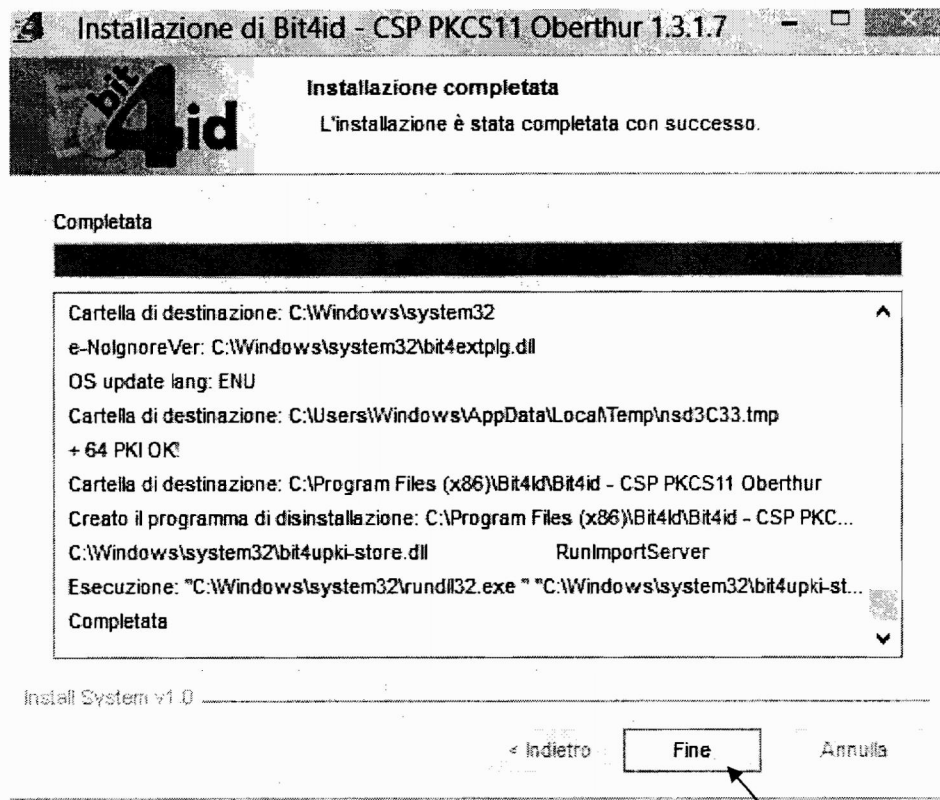 Installazione di Bit4id - CSP PKCS11 Oberthur 1.3.1.7
bit
4id
Installazione completata
L'installazione è stata completata con successo.
Completata
Cartella di destinazione: C:\Windows\system32
e-NoIgnoreVer: C:\Windows\system32\bit4extplg.dll
OS update lang: ENU
Cartella di destinazione: C:\Users\Windows\AppData\Local\Temp\nsd3C33.tmp
+ 64 PKI OK!
Cartella di destinazione: C:\Program Files (x86)\Bit4Id\Bit4id - CSP PKCS11 Oberthur
Creato il programma di disinstallazione: C:\Program Files (x86)\Bit4Id\Bit4id - CSP PKC...
C:\Windows\system32\bit4upki-store.dll RunImportServer
Esecuzione: "C:\Windows\system32\rundll32.exe " "C:\Windows\system32\bit4upki-st...
Completata
Install System v1.0
< Indietro Fine Annulla